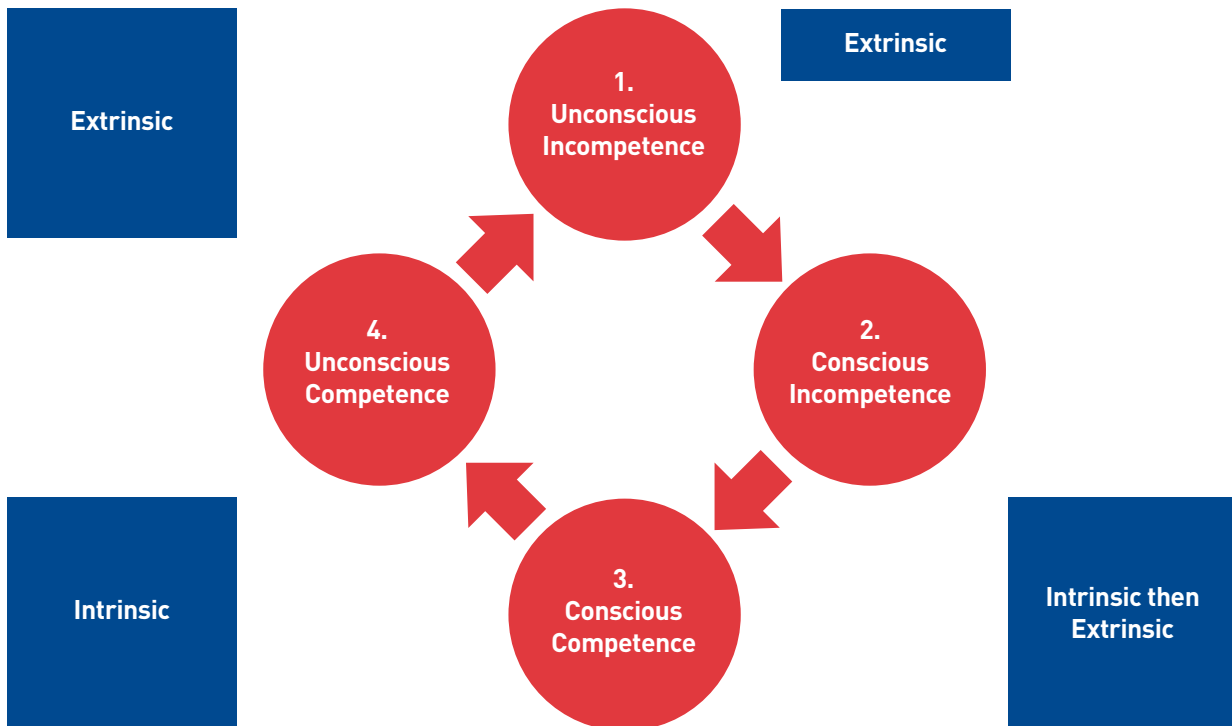 Extrinsic
1.
Unconscious
Incompetence
Extrinsic
4.
Unconscious
Competence
2.
Conscious
Incompetence
Intrinsic
3.
Conscious
Competence
Intrinsic then
Extrinsic